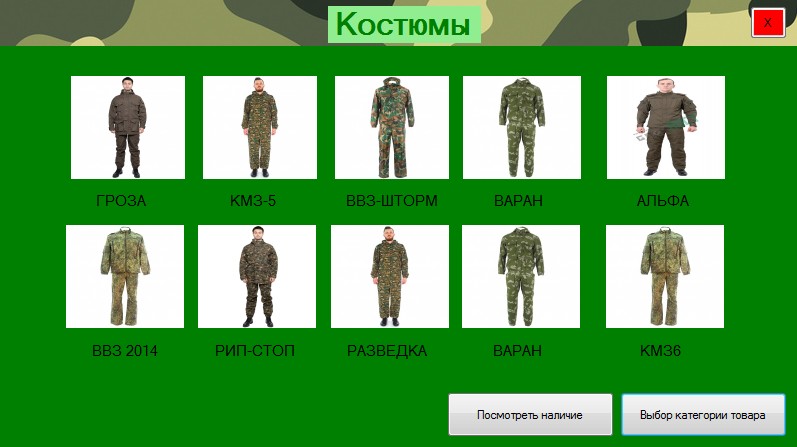 Костюмы
X
ГРОЗА КМЗ-5 ВВЗ-ШТОРМ ВАРАН АЛЬФА
ВВЗ 2014 РИП-СТОП РАЗВЕДКА ВАРАН КМЗ6
Посмотреть наличие Выбор категории товара